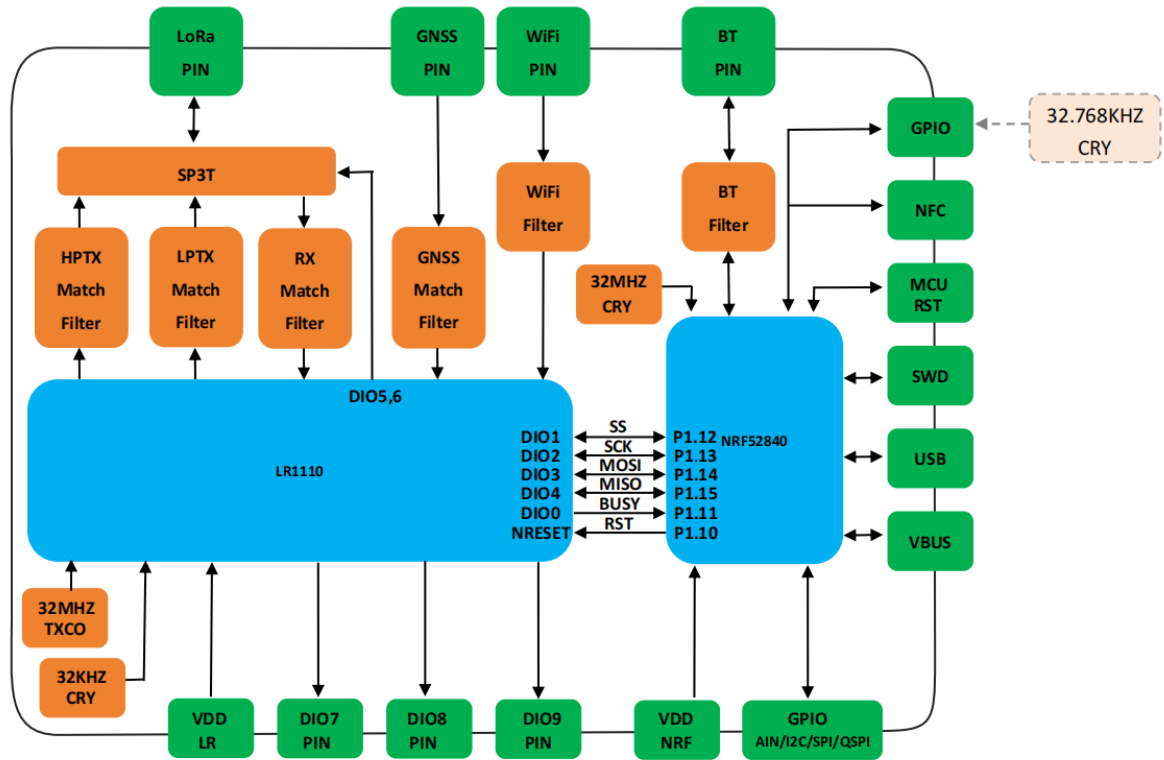 LoRa
PIN
GNSS
PIN
WiFi
PIN
BT
PIN
GPIO
32.768KHZ
CRY
SP3T
WiFi
Filter
BT
Filter
NFC
HPTX
Match
Filter
LPTX
Match
Filter
RX
Match
Filter
GNSS
Match
Filter
32MHZ
CRY
MCU
RST
SWD
DIO5,6
LR1110
NRF52840
DIO1 SS P1.12
DIO2 SCK P1.13
DIO3 MOSI P1.14
DIO4 MISO P1.15
DIO0 BUSY P1.11
NRESET RST P1.10
USB
VBUS
32MHZ
TXCO
32KHZ
CRY
VDD
LR
DIO7
PIN
DIO8
PIN
DIO9
PIN
VDD
NRF
GPIO
AIN/I2C/SPI/QSPI